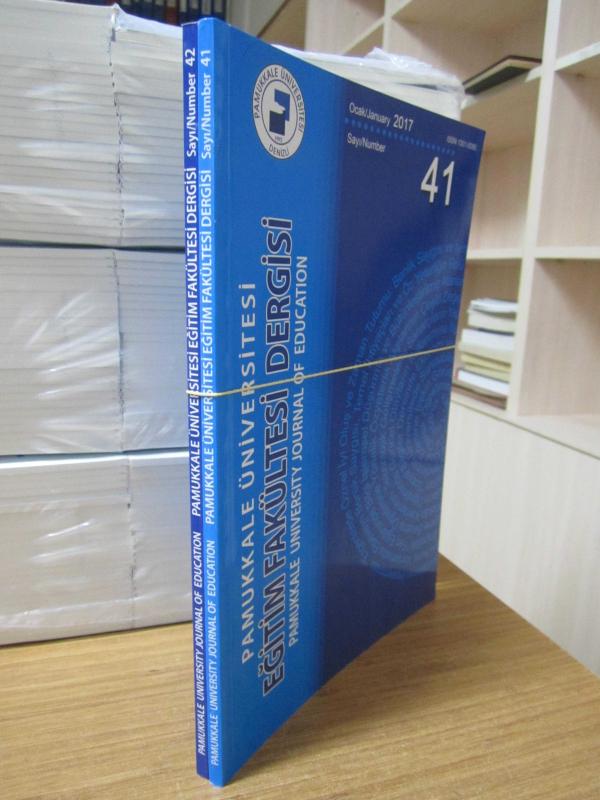 PAMUKKALE UNIVERSITY JOURNAL OF EDUCATION PAMUKKALE ÜNİVERSİTESİ EĞİTİM FAKÜLTESİ DERGİSİ Sayı/Number 42
PAMUKKALE UNIVERSITY JOURNAL OF EDUCATION PAMUKKALE ÜNİVERSİTESİ EĞİTİM FAKÜLTESİ DERGİSİ Sayı/Number 41
PAMUKKALE ÜNİVERSİTESİ
DENİZLİ
Ocak/January 2017
Sayı/Number
41
PAMUKKALE ÜNİVERSİTESİ
EĞİTİM FAKÜLTESİ DERGİSİ
PAMUKKALE UNIVERSITY JOURNAL OF EDUCATION